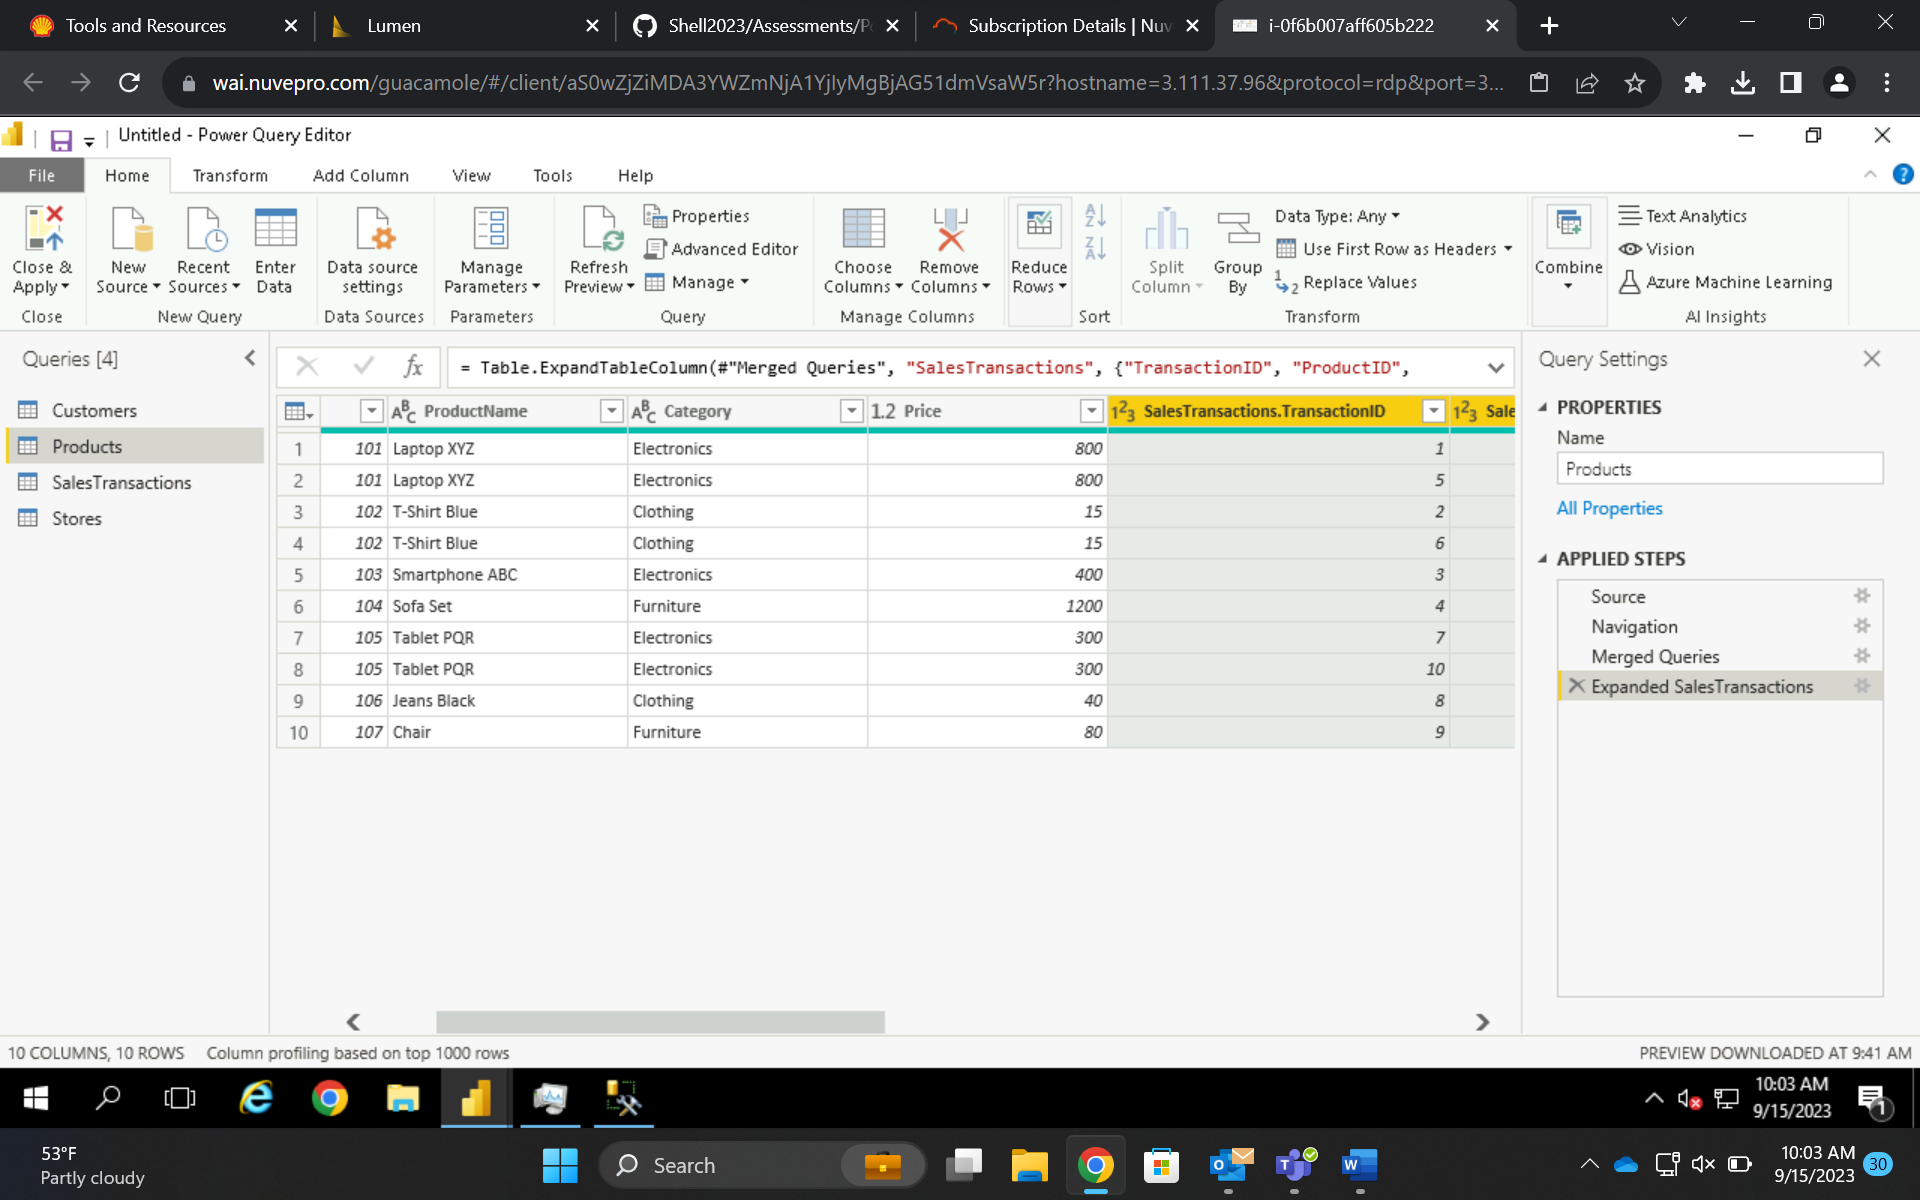 Tools and Resources
Lumen
Shell2023/Assessments/P
Subscription Details | Nuv
i-0f6b007aff605b222
wai.nuvepro.com/guacamole/#/client/aS0wZjZiMDA3YWZmNjA1YjIyMgBjAG51dmVsaW5r?hostname=3.111.37.96&protocol=rdp&port=3...
Untitled - Power Query Editor
File Home Transform Add Column View Tools Help
Close & Apply
Close
New Source
Recent Sources
Enter Data
New Query
Data source settings
Data Sources
Manage Parameters
Parameters
Refresh Preview
Properties
Advanced Editor
Manage
Query
Choose Columns
Remove Columns
Manage Columns
Reduce Rows
Sort
Split Column
Group By
Data Type: Any
Use First Row as Headers
Replace Values
Transform
Combine
Text Analytics
Vision
Azure Machine Learning
AI Insights
Queries [4]
Customers
Products
SalesTransactions
Stores
fx = Table.ExpandTableColumn(#"Merged Queries", "SalesTransactions", {"TransactionID", "ProductID",
ABC ProductName ABC Category 1.2 Price 123 SalesTransactions.TransactionID 123 Sale
1 101 Laptop XYZ Electronics 800 1
2 101 Laptop XYZ Electronics 800 5
3 102 T-Shirt Blue Clothing 15 2
4 102 T-Shirt Blue Clothing 15 6
5 103 Smartphone ABC Electronics 400 3
6 104 Sofa Set Furniture 1200 4
7 105 Tablet PQR Electronics 300 7
8 105 Tablet PQR Electronics 300 10
9 106 Jeans Black Clothing 40 8
10 107 Chair Furniture 80 9
Query Settings
PROPERTIES
Name
Products
All Properties
APPLIED STEPS
Source
Navigation
Merged Queries
Expanded SalesTransactions
10 COLUMNS, 10 ROWS Column profiling based on top 1000 rows
PREVIEW DOWNLOADED AT 9:41 AM
10:03 AM
9/15/2023
1
53°F
Partly cloudy
Search
10:03 AM
9/15/2023
30